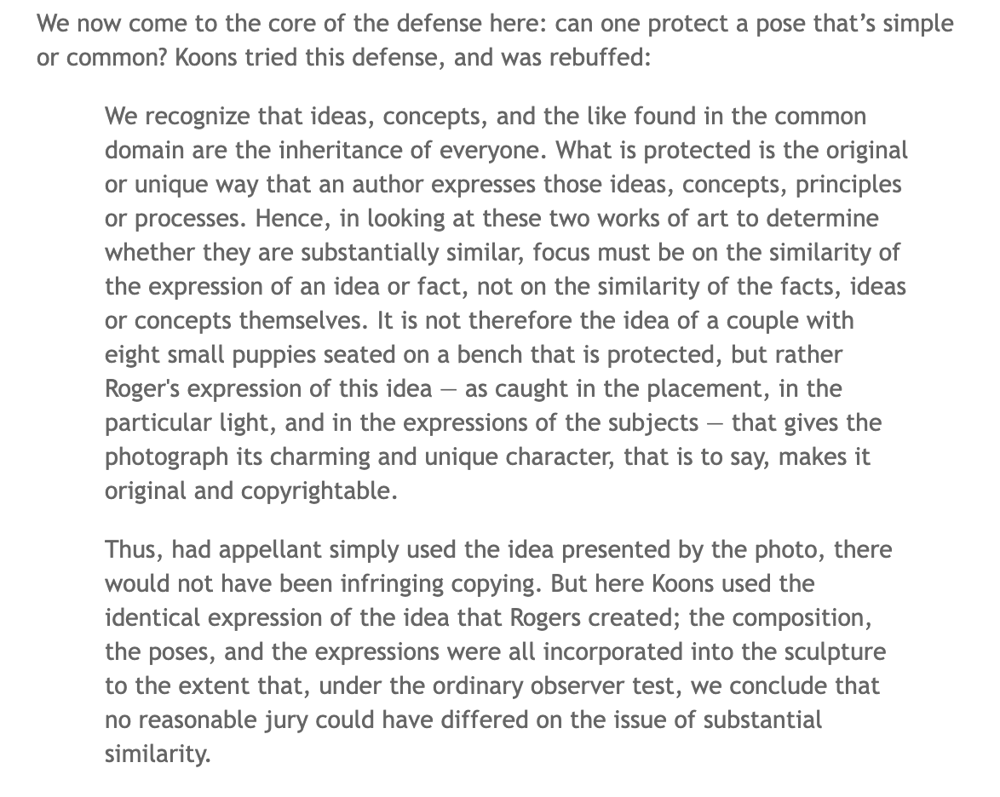 We now come to the core of the defense here: can one protect a pose that’s simple
or common? Koons tried this defense, and was rebuffed:
We recognize that ideas, concepts, and the like found in the common
domain are the inheritance of everyone. What is protected is the original
or unique way that an author expresses those ideas, concepts, principles
or processes. Hence, in looking at these two works of art to determine
whether they are substantially similar, focus must be on the similarity of
the expression of an idea or fact, not on the similarity of the facts, ideas
or concepts themselves. It is not therefore the idea of a couple with
eight small puppies seated on a bench that is protected, but rather
Roger's expression of this idea — as caught in the placement, in the
particular light, and in the expressions of the subjects — that gives the
photograph its charming and unique character, that is to say, makes it
original and copyrightable.
Thus, had appellant simply used the idea presented by the photo, there
would not have been infringing copying. But here Koons used the
identical expression of the idea that Rogers created; the composition,
the poses, and the expressions were all incorporated into the sculpture
to the extent that, under the ordinary observer test, we conclude that
no reasonable jury could have differed on the issue of substantial
similarity.